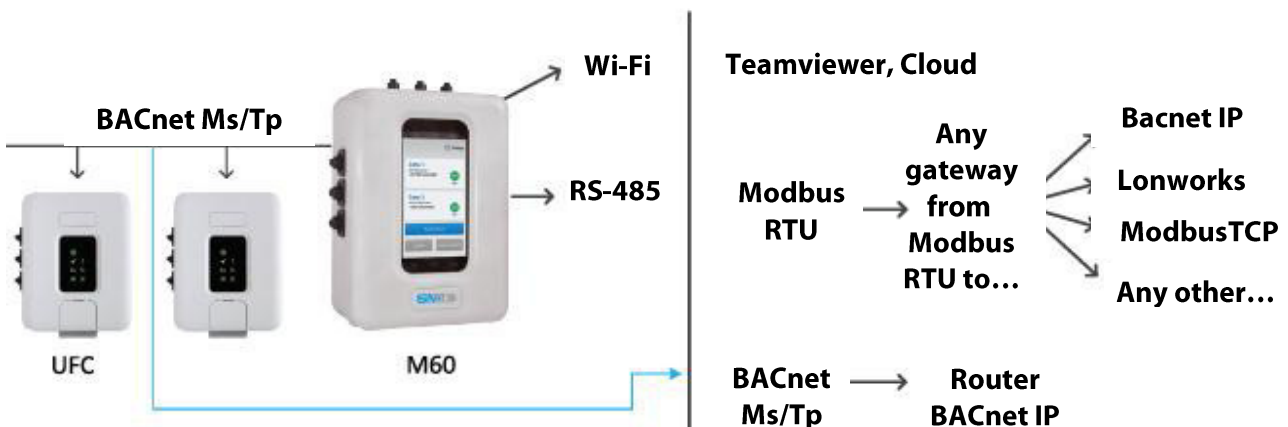 BACnet Ms/Tp
Wi-Fi
RS-485
UFC
M60
Teamviewer, Cloud
Modbus
RTU
Any
gateway
from
Modbus
RTU to…
Bacnet IP
Lonworks
ModbusTCP
Any other…
BACnet
Ms/Tp
Router
BACnet IP